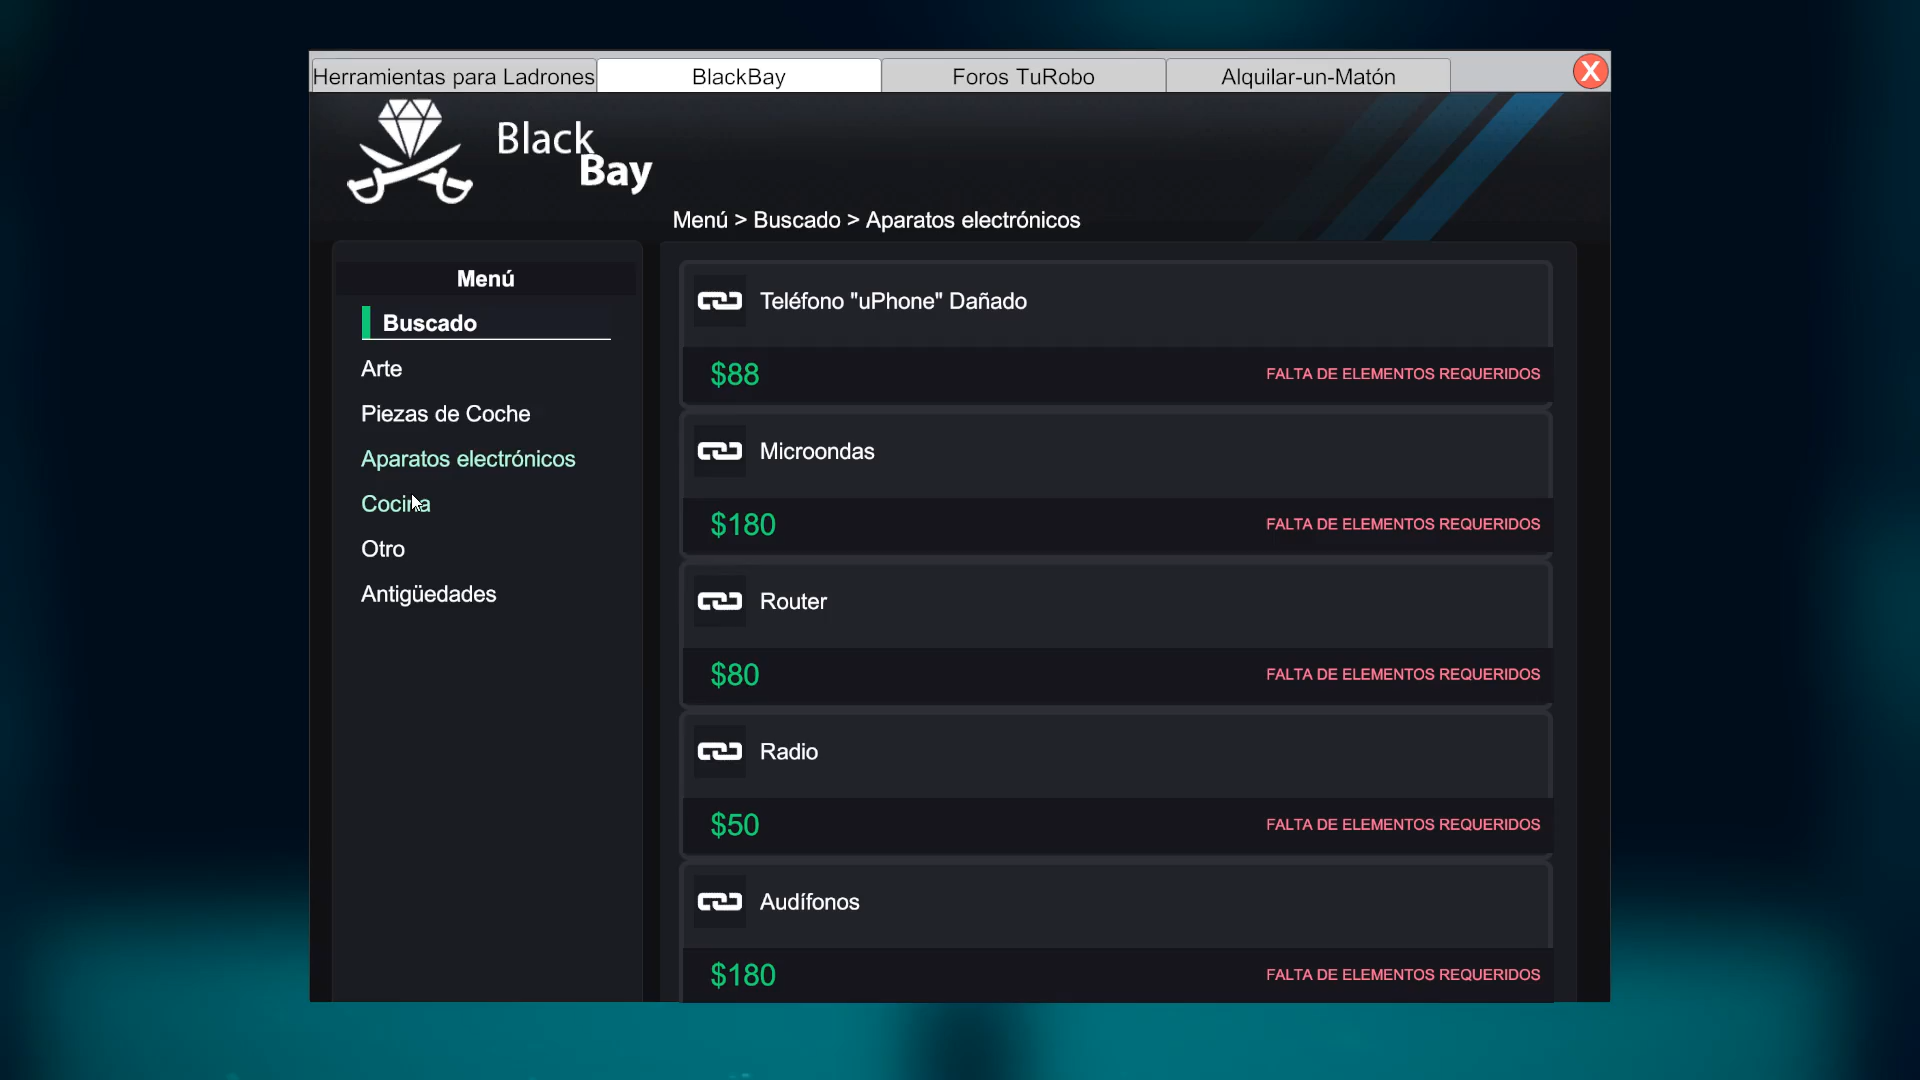 Herramientas para Ladrones
BlackBay
Foros TuRobo
Alquilar-un-Matón
X
Black
Bay
Menú > Buscado > Aparatos electrónicos
Menú
Buscado
Arte
Piezas de Coche
Aparatos electrónicos
Cocina
Otro
Antigüedades
Teléfono "uPhone" Dañado
$88
FALTA DE ELEMENTOS REQUERIDOS
Microondas
$180
FALTA DE ELEMENTOS REQUERIDOS
Router
$80
FALTA DE ELEMENTOS REQUERIDOS
Radio
$50
FALTA DE ELEMENTOS REQUERIDOS
Audífonos
$180
FALTA DE ELEMENTOS REQUERIDOS